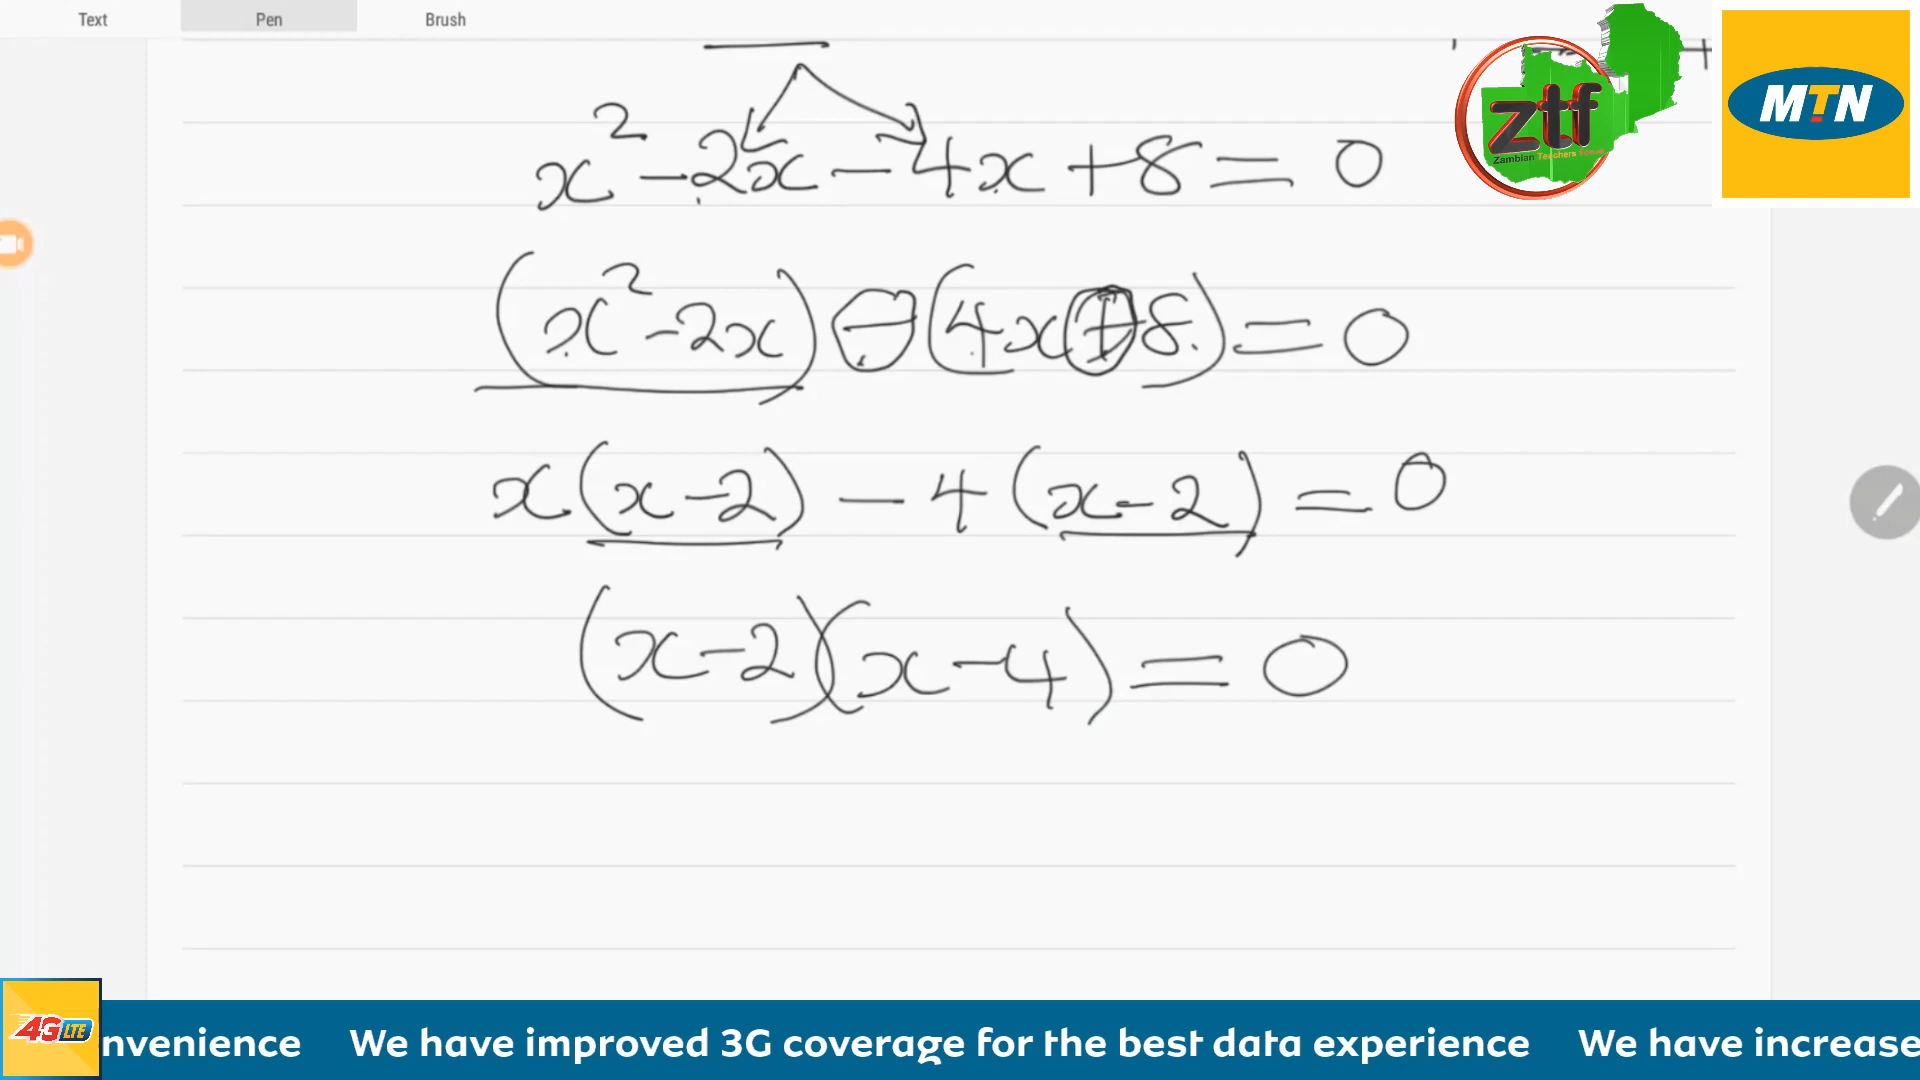 Text Pen Brush
x² - 2x - 4x + 8 = 0
(x² - 2x) - (4x + 8) = 0
x(x - 2) - 4(x - 2) = 0
(x - 2)(x - 4) = 0
ztf
Zambian Teachers
MTN
4G LTE
nvenience We have improved 3G coverage for the best data experience We have increase